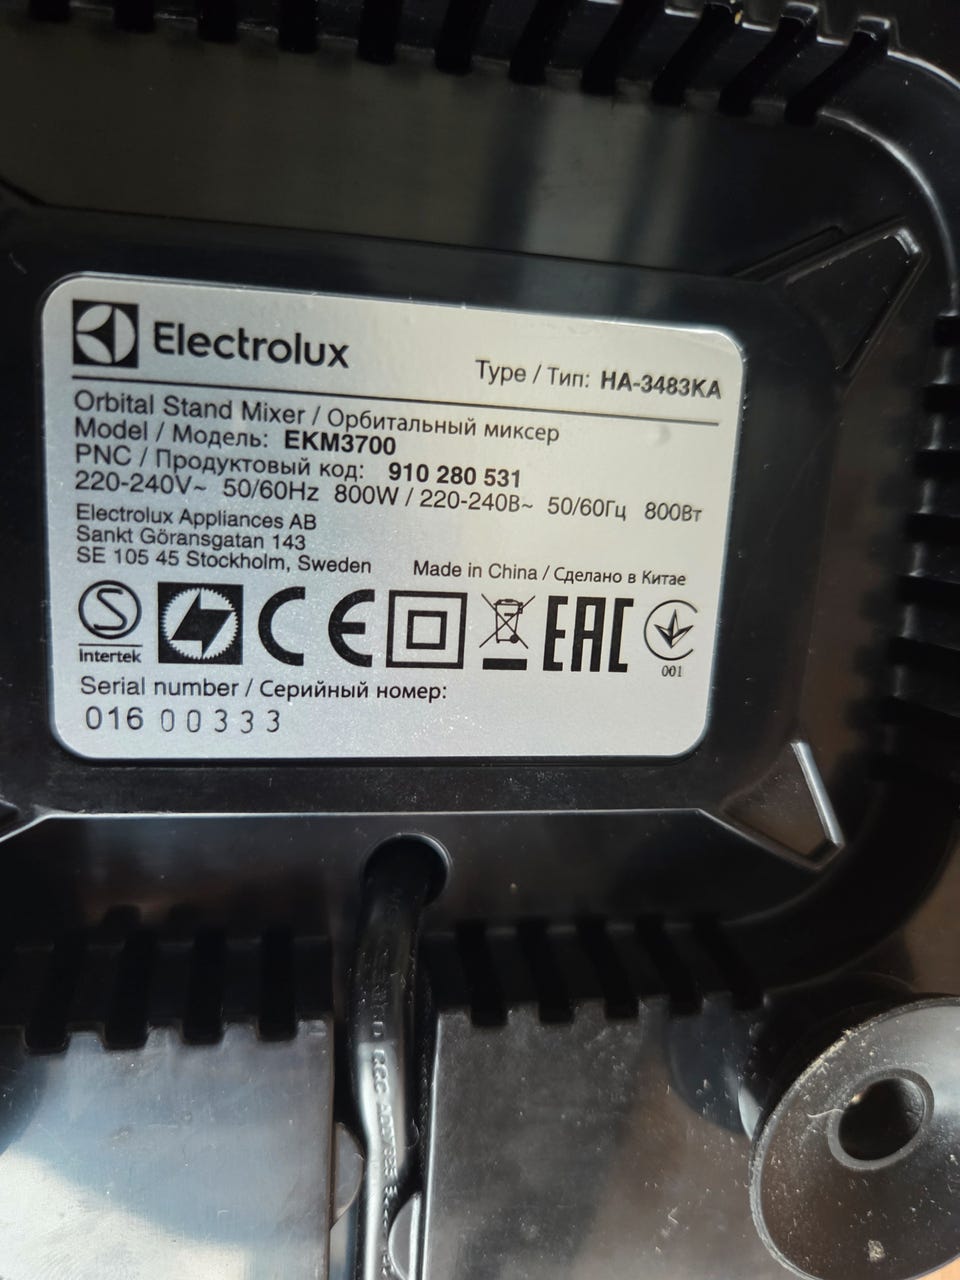 Electrolux
Type / Тип: HA-3483KA
Orbital Stand Mixer / Орбитальный миксер
Model / Модель: EKM3700
PNC / Продуктовый код: 910 280 531
220-240V~ 50/60Hz 800W / 220-240В~ 50/60Гц 800Вт
Electrolux Appliances AB
Sankt Göransgatan 143
SE 105 45 Stockholm, Sweden
Made in China / Сделано в Китае
S
Intertek
CE
EAC
001
Serial number / Серийный номер:
016 00333